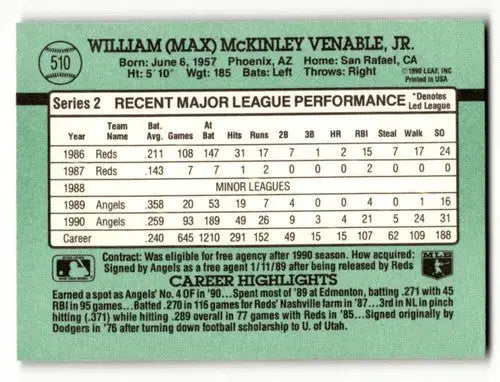 510
WILLIAM (MAX) McKINLEY VENABLE, JR.
Born: June 6, 1957 Phoenix, AZ Home: San Rafael, CA
Ht: 5' 10" Wgt: 185 Bats: Left Throws: Right
©1990 LEAF, INC.
Printed in USA
Series 2 RECENT MAJOR LEAGUE PERFORMANCE *Denotes Led League
Year Team Name Bat. Avg. Games At Bat Hits Runs 2B 3B HR RBI Steal Walk SO
1986 Reds .211 108 147 31 17 7 1 2 15 7 17 24
1987 Reds .143 7 7 1 2 0 0 0 2 0 0 0
1988 MINOR LEAGUES
1989 Angels .358 20 53 19 7 4 0 0 4 0 1 16
1990 Angels .259 93 189 49 26 9 3 4 21 5 24 31
Career .240 645 1210 291 152 49 15 15 107 62 109 188
Contract: Was eligible for free agency after 1990 season. How acquired:
Signed by Angels as a free agent 1/11/89 after being released by Reds
MLB
CAREER HIGHLIGHTS
Earned a spot as Angels' No. 4 OF in '90...Spent most of '89 at Edmonton, batting .271 with 45
RBI in 95 games...Batted .270 in 116 games for Reds' Nashville farm in '87...3rd in NL in pinch
hitting (.371) while hitting .289 overall in 77 games with Reds in '85...Signed originally by
Dodgers in '76 after turning down football scholarship to U. of Utah.